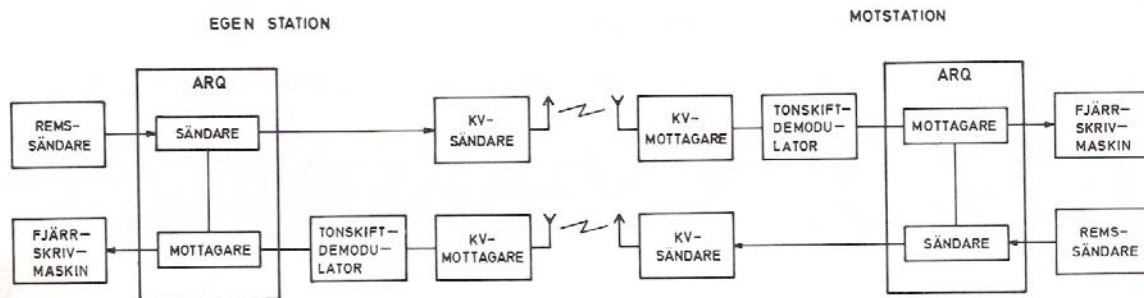 EGEN STATION
MOTSTATION
ARQ
REMS-
SÄNDARE
SÄNDARE
KV-
SÄNDARE
KV-
MOTTAGARE
TONSKIFT-
DEMODU-
LATOR
ARQ
MOTTAGARE
FJÄRR-
SKRIV-
MASKIN
FJÄRR-
SKRIV-
MASKIN
MOTTAGARE
TONSKIFT-
DEMODU-
LATOR
KV-
MOTTAGARE
KV-
SÄNDARE
SÄNDARE
REMS-
SÄNDARE